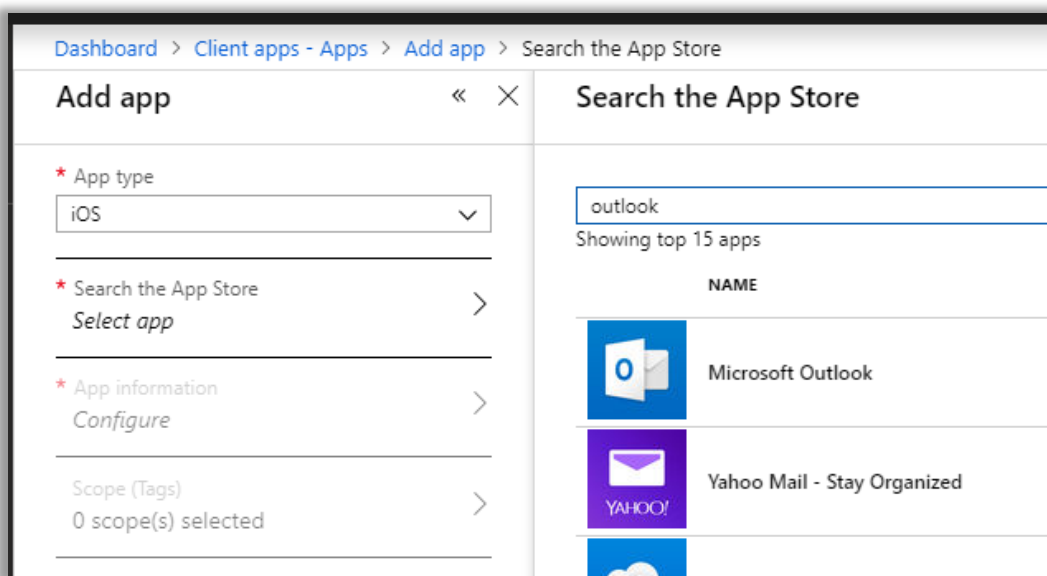 Dashboard > Client apps - Apps > Add app > Search the App Store
Add app
* App type
iOS
* Search the App Store
Select app
* App information
Configure
Scope (Tags)
0 scope(s) selected
Search the App Store
outlook
Showing top 15 apps
NAME
O
Microsoft Outlook
YAHOO!
Yahoo Mail - Stay Organized